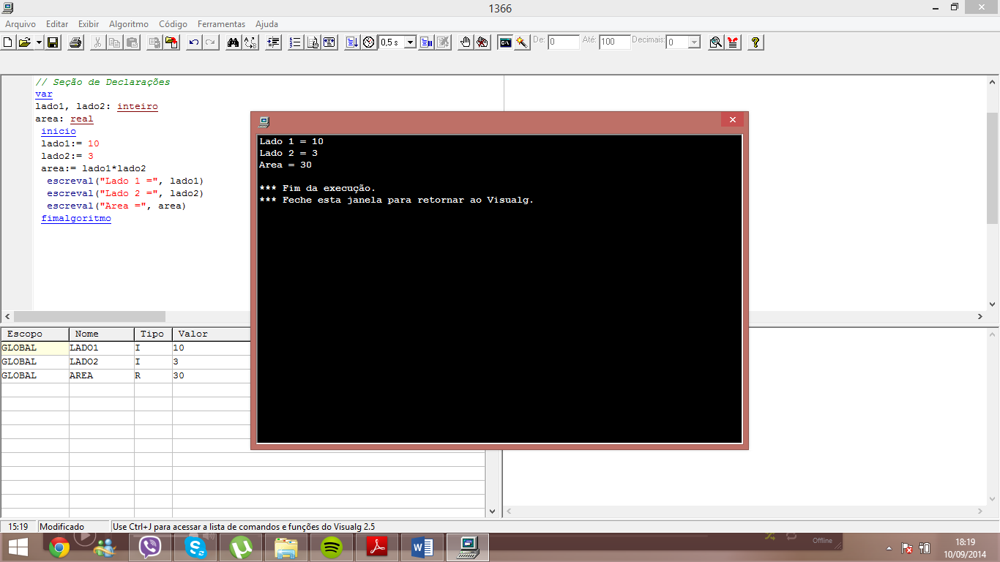 1366
Arquivo Editar Exibir Algoritmo Código Ferramentas Ajuda
0,5 s De: 0 Até: 100 Decimais: 0
// Seção de Declarações
var
lado1, lado2: inteiro
area: real
inicio
lado1:= 10
lado2:= 3
area:= lado1*lado2
escreval("Lado 1 =", lado1)
escreval("Lado 2 =", lado2)
escreval("Area =", area)
fimalgoritmo
Lado 1 = 10
Lado 2 = 3
Area = 30
*** Fim da execução.
*** Feche esta janela para retornar ao Visualg.
Escopo Nome Tipo Valor
GLOBAL LADO1 I 10
GLOBAL LADO2 I 3
GLOBAL AREA R 30
15:19 Modificado Use Ctrl+J para acessar a lista de comandos e funções do Visualg 2.5
Offline
18:19
10/09/2014